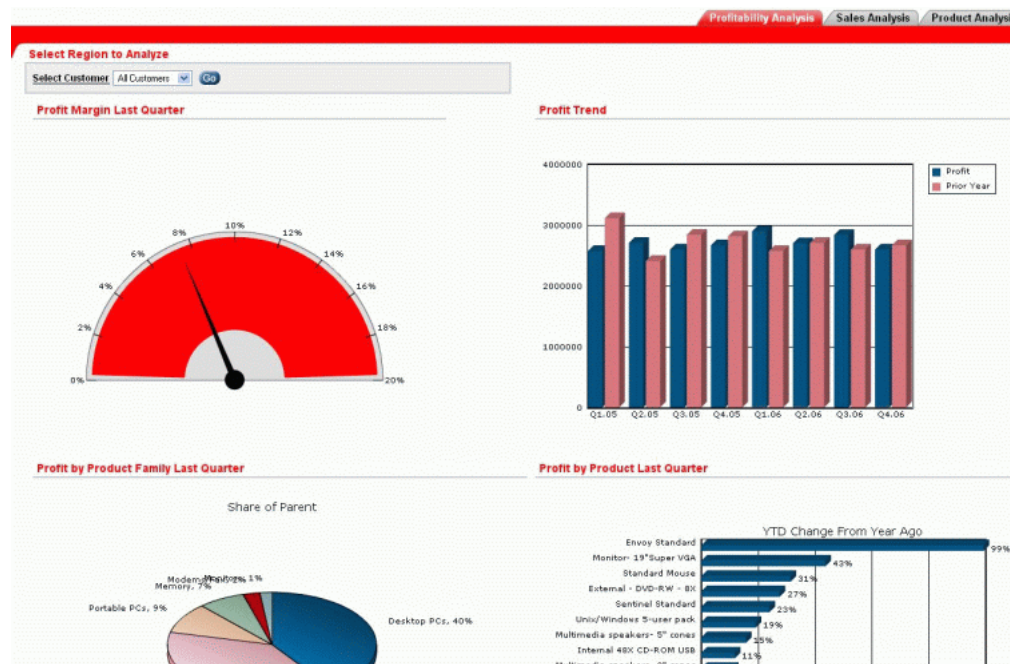 Profitability Analysis
Sales Analysis
Product Analysi
Select Region to Analyze
Select Customer All Customers Go
Profit Margin Last Quarter
0%
2%
4%
6%
8%
10%
12%
14%
16%
18%
20%
Profit Trend
4000000
3000000
2000000
1000000
0
Q1.05 Q2.05 Q3.05 Q4.05 Q1.06 Q2.06 Q3.06 Q4.06
Profit
Prior Year
Profit by Product Family Last Quarter
Share of Parent
1%
Memory, 7%
Portable PCs, 9%
Desktop PCs, 40%
Profit by Product Last Quarter
YTD Change From Year Ago
Envoy Standard 99%
Monitor- 19"Super VGA 43%
Standard Mouse 31%
External - DVD-RW - 8X 27%
Sentinel Standard 23%
Unix/Windows 5-user pack 19%
Multimedia speakers- 5" cones 15%
Internal 48X CD-ROM USB 11%